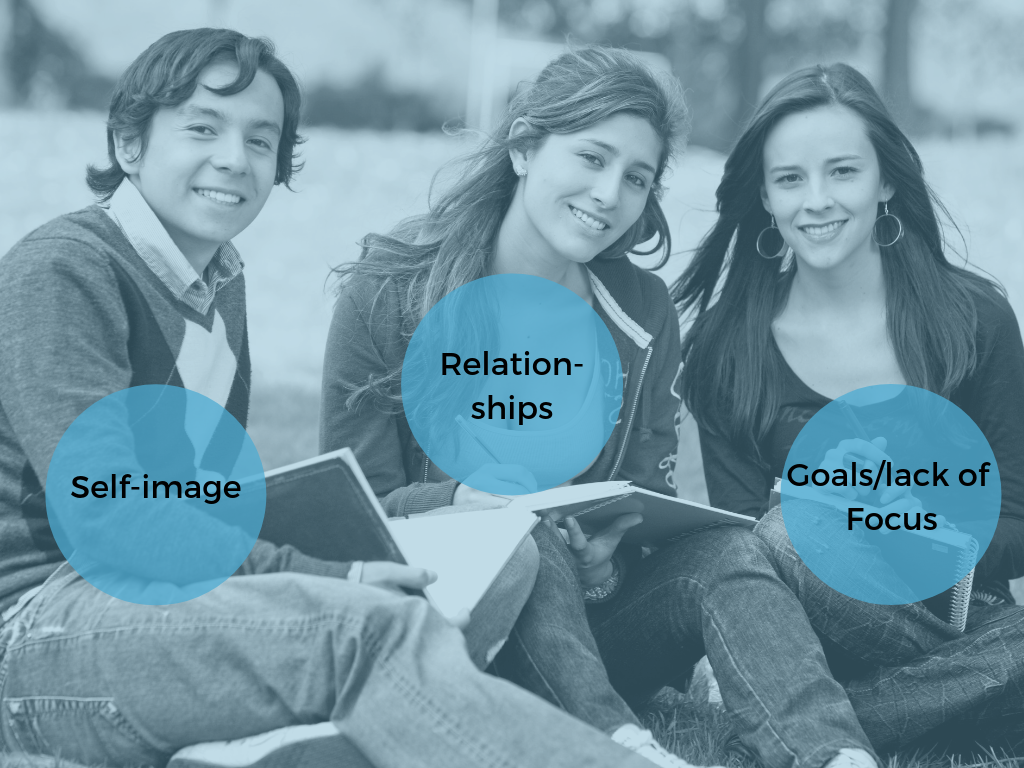 Self-image
Relation-
ships
Goals/lack of
Focus